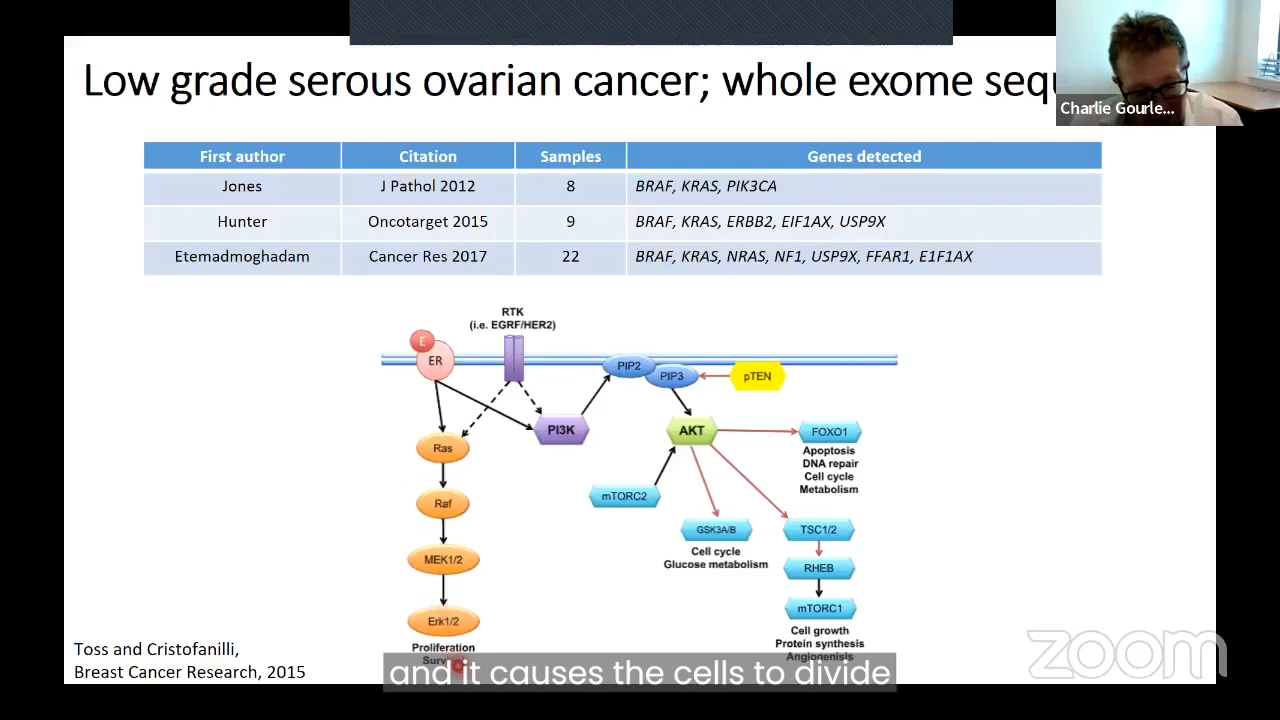 Low grade serous ovarian cancer; whole exome sequ
Charlie Gourle...
First author Citation Samples Genes detected
Jones J Pathol 2012 8 BRAF, KRAS, PIK3CA
Hunter Oncotarget 2015 9 BRAF, KRAS, ERBB2, EIF1AX, USP9X
Etemadmoghadam Cancer Res 2017 22 BRAF, KRAS, NRAS, NF1, USP9X, FFAR1, E1F1AX
RTK
(i.e. EGRF/HER2)
E
ER
PIP2
PIP3
pTEN
PI3K
AKT
FOXO1
Ras
Apoptosis
DNA repair
Cell cycle
Metabolism
mTORC2
Raf
GSK3A/B
TSC1/2
Cell cycle
Glucose metabolism
MEK1/2
RHEB
mTORC1
Erk1/2
Cell growth
Protein synthesis
Angionenisis
Proliferation
Toss and Cristofanilli,
Breast Cancer Research, 2015
and it causes the cells to divide
zoom